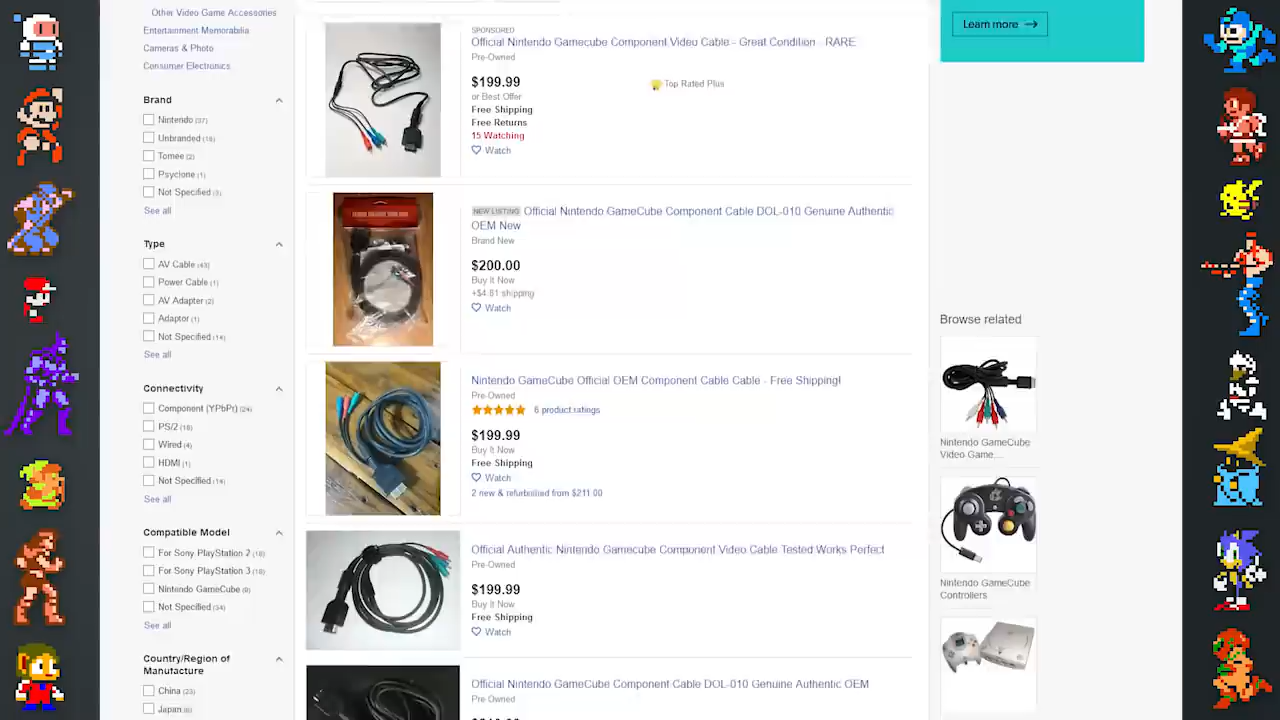 Other Video Game Accessories
Entertainment Memorabilia
Cameras & Photo
Consumer Electronics
Brand
Nintendo (37)
Unbranded (18)
Tomee (2)
Psyclone (1)
Not Specified (3)
See all
Type
AV Cable (43)
Power Cable (1)
AV Adapter (2)
Adaptor (1)
Not Specified (14)
See all
Connectivity
Component (YPbPr) (24)
PS/2 (18)
Wired (4)
HDMI (1)
Not Specified (14)
See all
Compatible Model
For Sony PlayStation 2 (18)
For Sony PlayStation 3 (18)
Nintendo GameCube (9)
Not Specified (34)
See all
Country/Region of
Manufacture
China (23)
Japan (6)
SPONSORED
Official Nintendo Gamecube Component Video Cable - Great Condition - RARE
Pre-Owned
$199.99
or Best Offer
Free Shipping
Free Returns
15 Watching
Watch
Top Rated Plus
NEW LISTING Official Nintendo GameCube Component Cable DOL-010 Genuine Authentic
OEM New
Brand New
$200.00
Buy It Now
+$4.81 shipping
Watch
Nintendo GameCube Official OEM Component Cable Cable - Free Shipping!
Pre-Owned
6 product ratings
$199.99
Buy It Now
Free Shipping
Watch
2 new & refurbished from $211.00
Official Authentic Nintendo Gamecube Component Video Cable Tested Works Perfect
Pre-Owned
$199.99
Buy It Now
Free Shipping
Watch
Official Nintendo GameCube Component Cable DOL-010 Genuine Authentic OEM
Pre-Owned
Learn more
Browse related
Nintendo GameCube
Video Game,...
Nintendo GameCube
Controllers